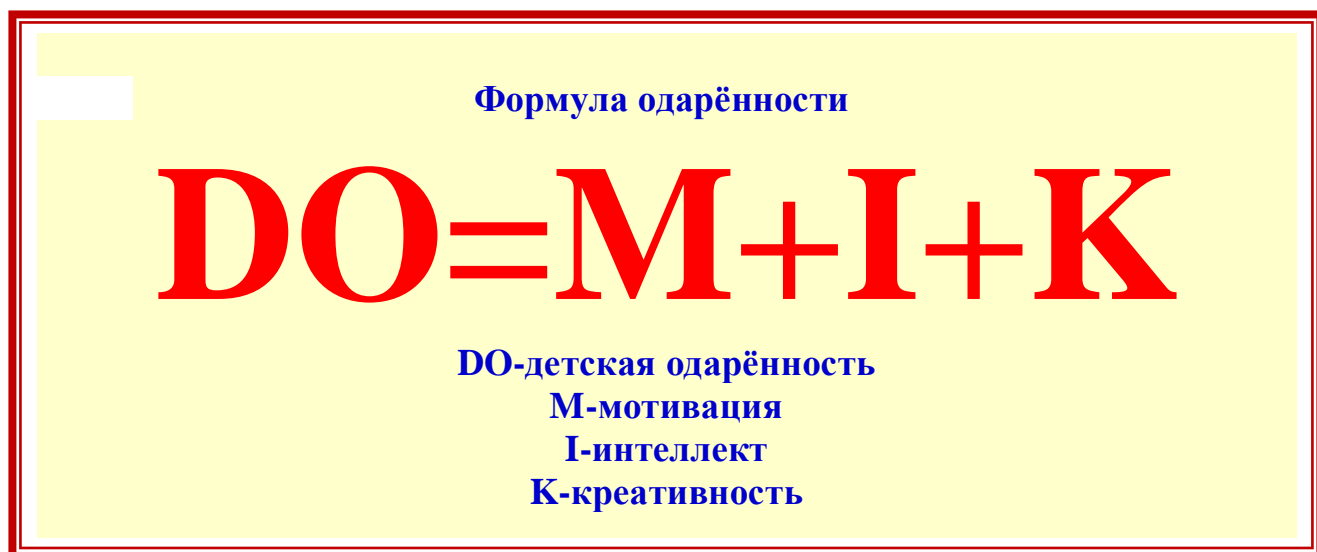 Формула одарённости
DO=M+I+K
DO-детская одарённость
М-мотивация
I-интеллект
K-креативность